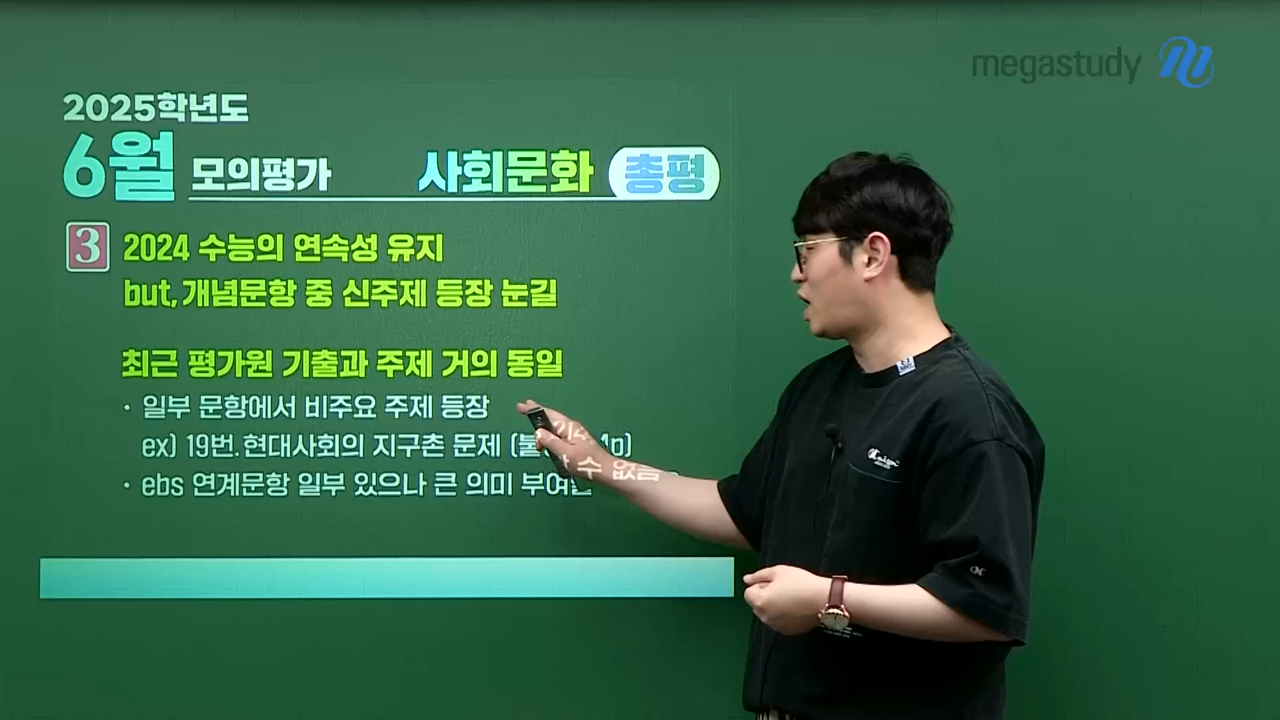 megastudy
2025학년도
6월 모의평가 사회문화 총평
3 2024 수능의 연속성 유지
but, 개념문항 중 신주제 등장 눈길
최근 평가원 기출과 주제 거의 동일
· 일부 문항에서 비주요 주제 등장
ex) 19번. 현대사회의 지구촌 문제
· ebs 연계문항 일부 있으나 큰 의미 부여할
수 없음
Champion